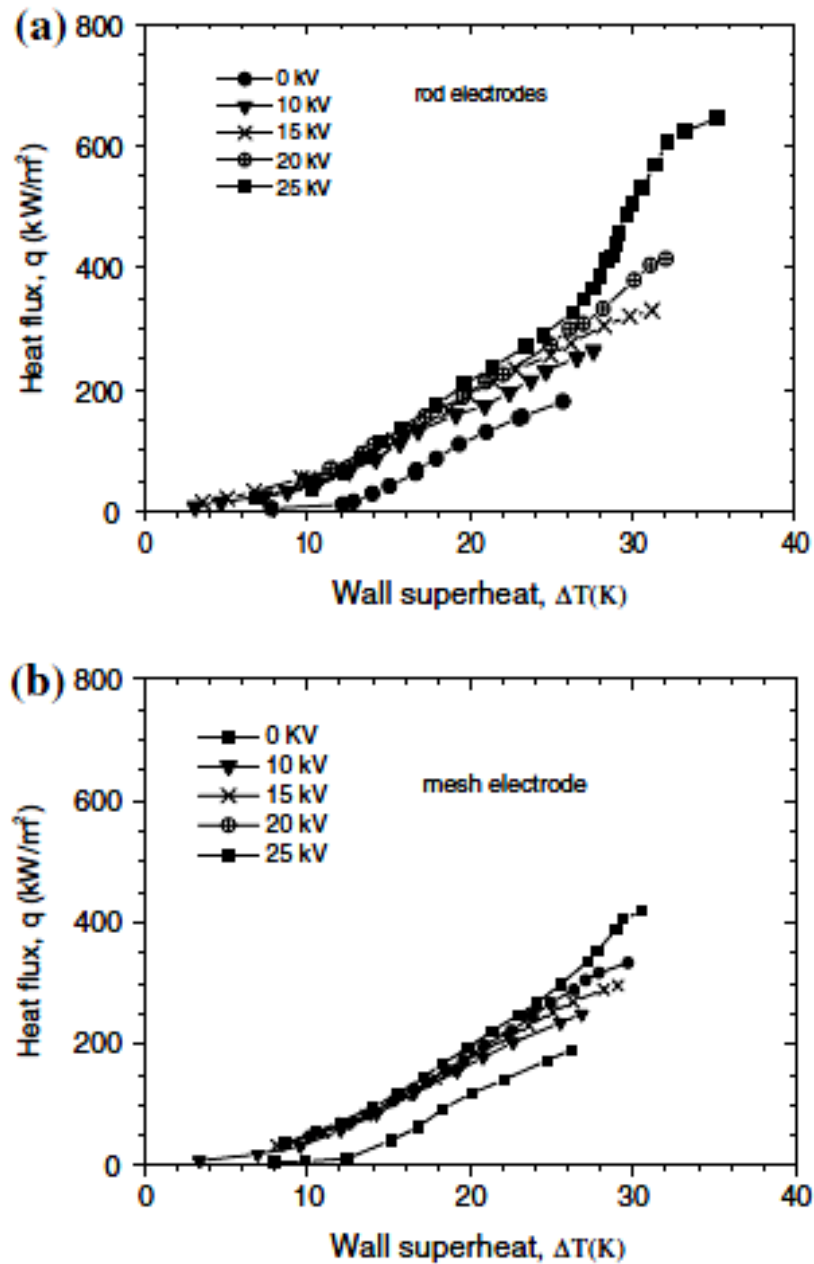 (a)
800
600
400
200
0
Heat flux, q (kW/m²)
0 kV
10 kV
15 kV
20 kV
25 kV
rod electrodes
0 10 20 30 40
Wall superheat, ΔT(K)
(b)
800
600
400
200
0
Heat flux, q (kW/m²)
0 KV
10 kV
15 kV
20 kV
25 kV
mesh electrode
0 10 20 30 40
Wall superheat, ΔT(K)